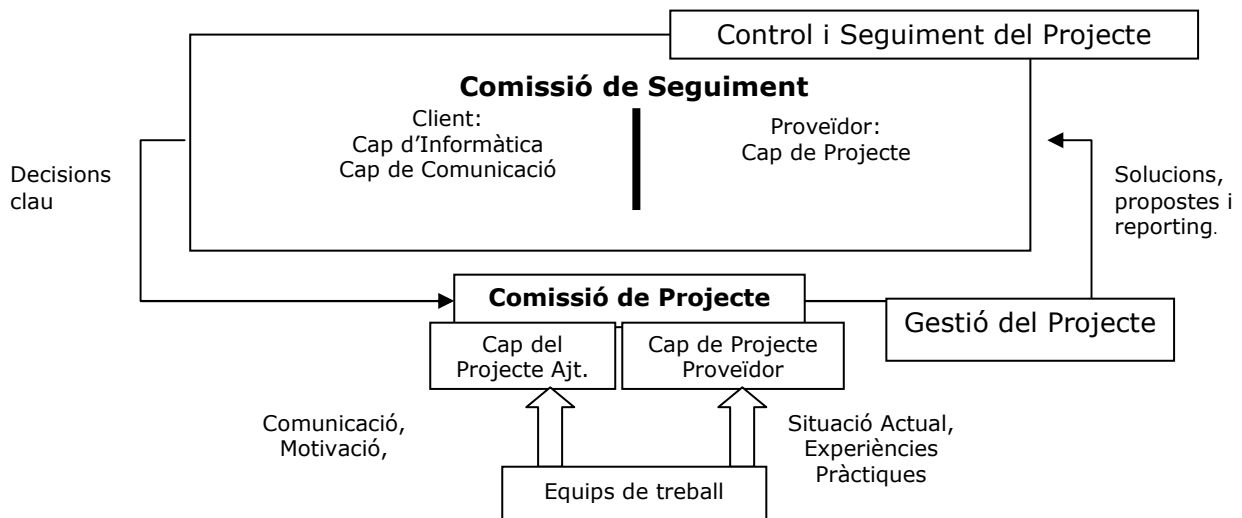 Control i Seguiment del Projecte
Comissió de Seguiment
Client:
Cap d'Informàtica
Cap de Comunicació
Proveïdor:
Cap de Projecte
Decisions
clau
Solucions,
propostes i
reporting.
Comissió de Projecte
Gestió del Projecte
Cap del
Projecte Ajt.
Cap de Projecte
Proveïdor
Comunicació,
Motivació,
Situació Actual,
Experiències
Pràctiques
Equips de treball